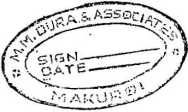 M.M. DURA & ASSOCIATES
SIGN
DATE
MAKURDI